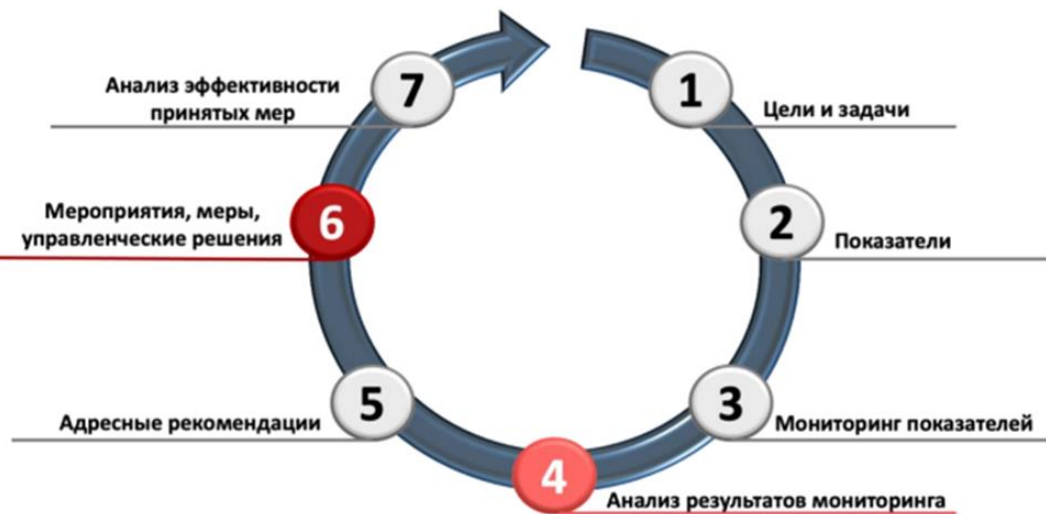 1
Цели и задачи
2
Показатели
3
Мониторинг показателей
4
Анализ результатов мониторинга
5
Адресные рекомендации
6
Мероприятия, меры,
управленческие решения
7
Анализ эффективности
принятых мер